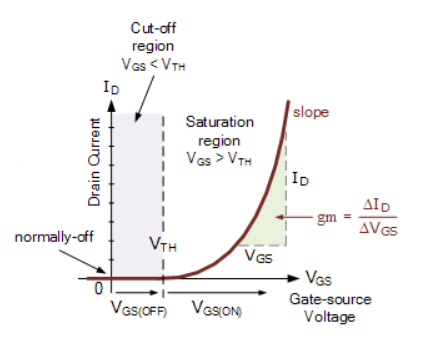 Cut-off
region
VGS < VTH
ID
slope
Saturation
region
VGS > VTH
Drain Current
ID
gm = ΔID
ΔVGS
normally-off
VTH
VGS
0
VGS
VGS(OFF)
VGS(ON)
Gate-source
Voltage